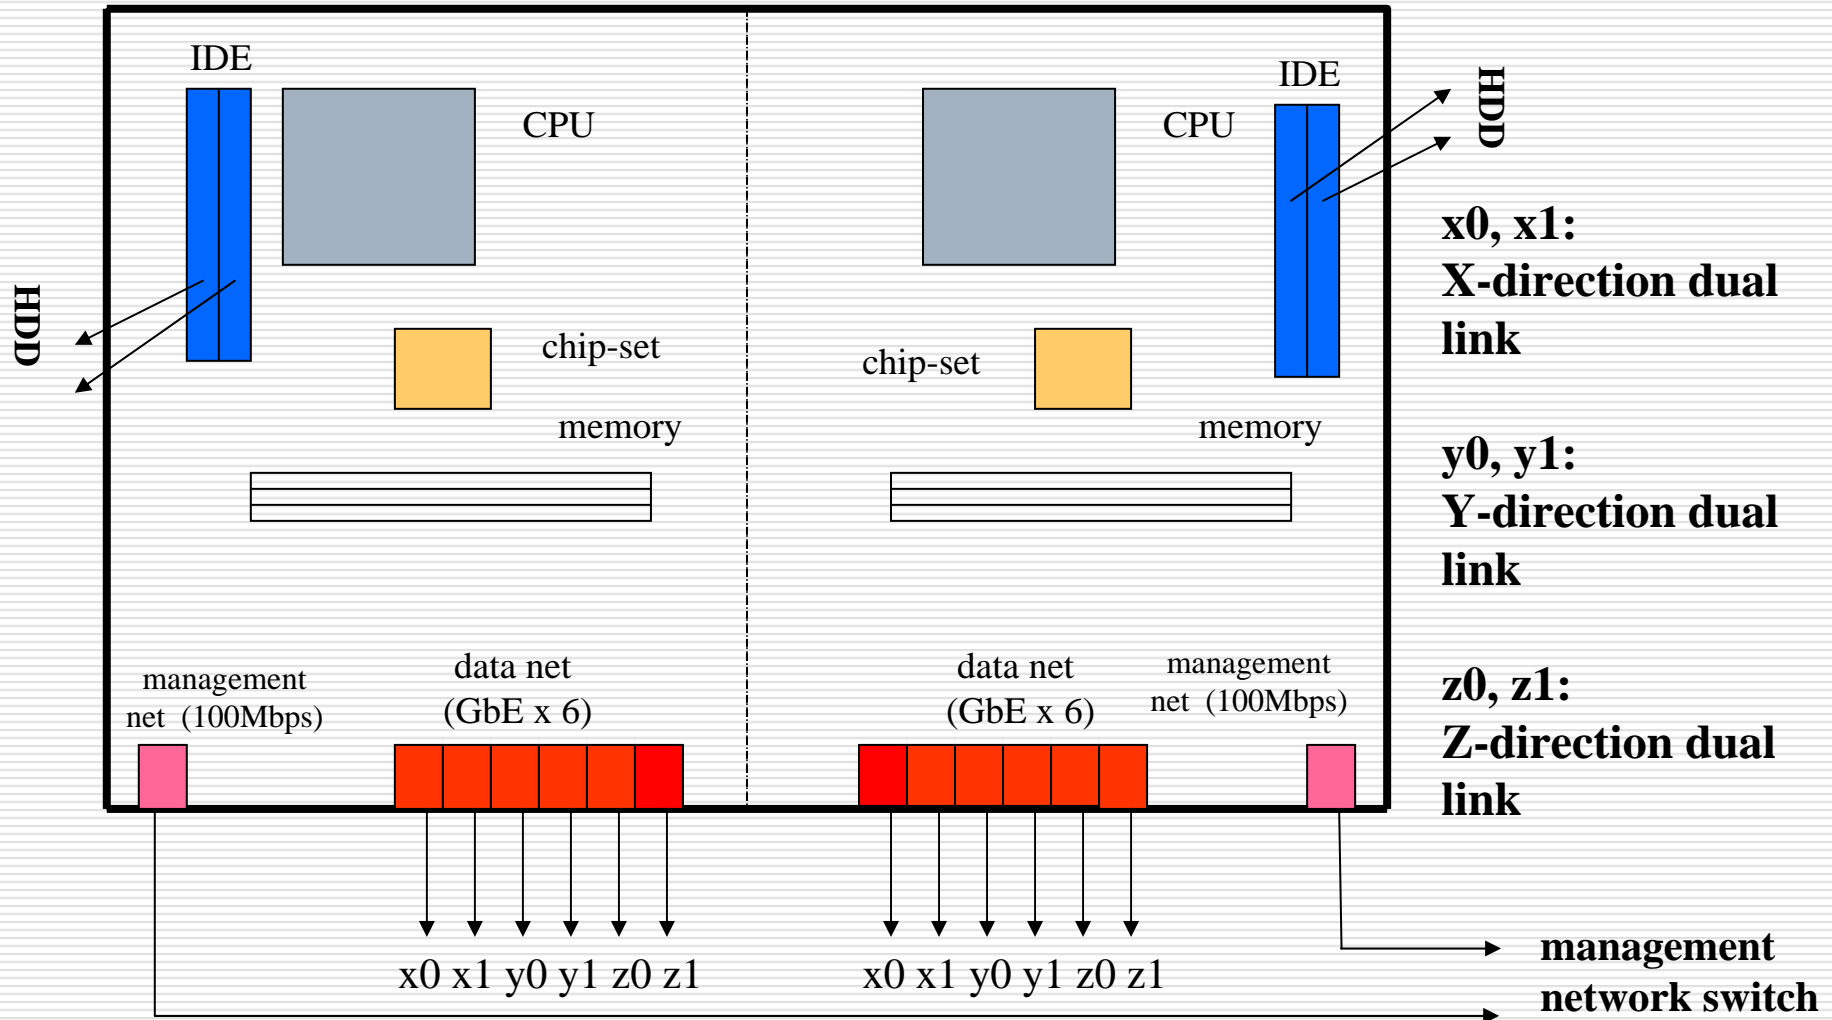 IDE
CPU
HDD
chip-set
memory
management
net (100Mbps)
data net
(GbE x 6)
x0 x1 y0 y1 z0 z1
IDE
CPU
HDD
chip-set
memory
data net
(GbE x 6)
management
net (100Mbps)
x0 x1 y0 y1 z0 z1
x0, x1:
X-direction dual
link
y0, y1:
Y-direction dual
link
z0, z1:
Z-direction dual
link
management
network switch